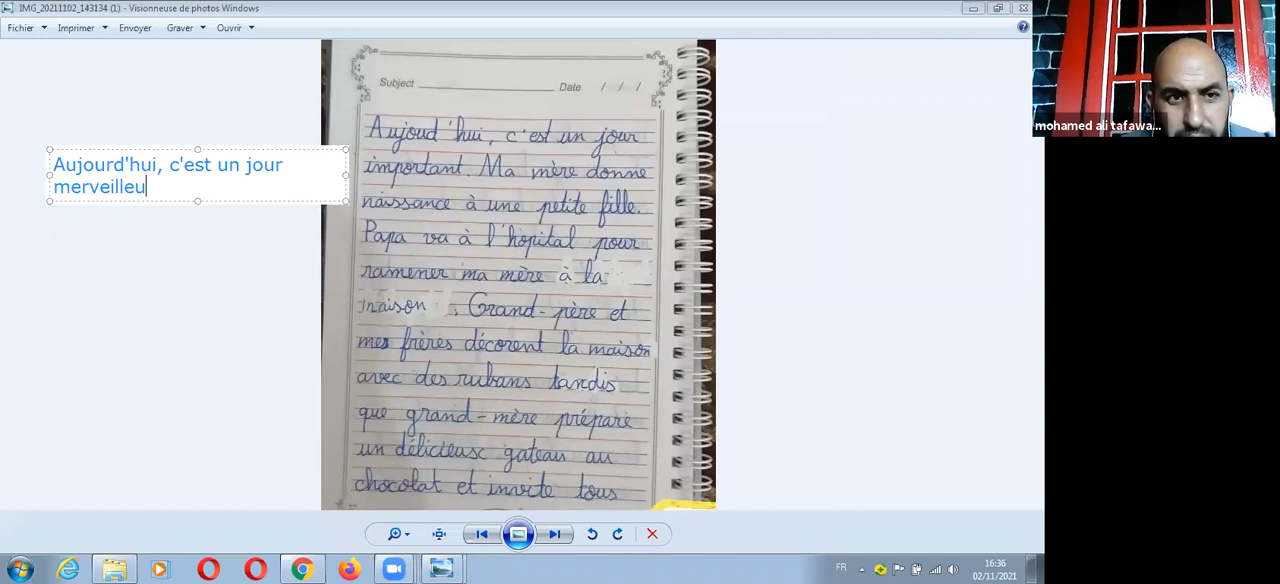 IMG_20211102_143134 (1) - Visionneuse de photos Windows
Fichier Imprimer Envoyer Graver Ouvrir
mohamed ali tafawa...
Subject Date / / /
Aujourd'hui, c'est un jour
merveilleu
Aujoud'hui, c'est un jour
important. Ma mère donne
naissance à une petite fille.
Papa va à l'hôpital pour
ramener ma mère à la
maison. Grand-père et
mes frères décorent la maison
avec des rubans tandis
que grand-mère prépare
un délicieux gateau au
chocolat et invite tous
FR
16:36
02/11/2021